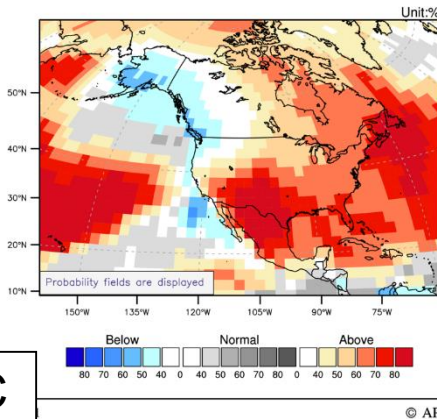 Unit:%
50°N
40°N
30°N
20°N
10°N
Probability fields are displayed
150°W 135°W 120°W 105°W 90°W 75°W
Below Normal Above
80 70 60 50 40 0 40 50 60 70 80 0 40 50 60 70 80
C
© AP